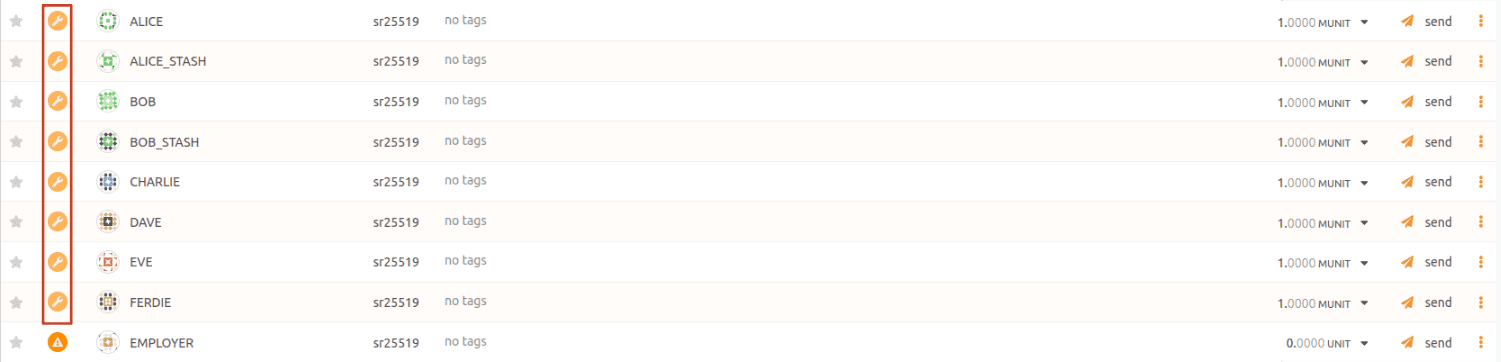 ALICE sr25519 no tags 1.0000 MUNIT send
ALICE_STASH sr25519 no tags 1.0000 MUNIT send
BOB sr25519 no tags 1.0000 MUNIT send
BOB_STASH sr25519 no tags 1.0000 MUNIT send
CHARLIE sr25519 no tags 1.0000 MUNIT send
DAVE sr25519 no tags 1.0000 MUNIT send
EVE sr25519 no tags 1.0000 MUNIT send
FERDIE sr25519 no tags 1.0000 MUNIT send
EMPLOYER sr25519 no tags 0.0000 UNIT send